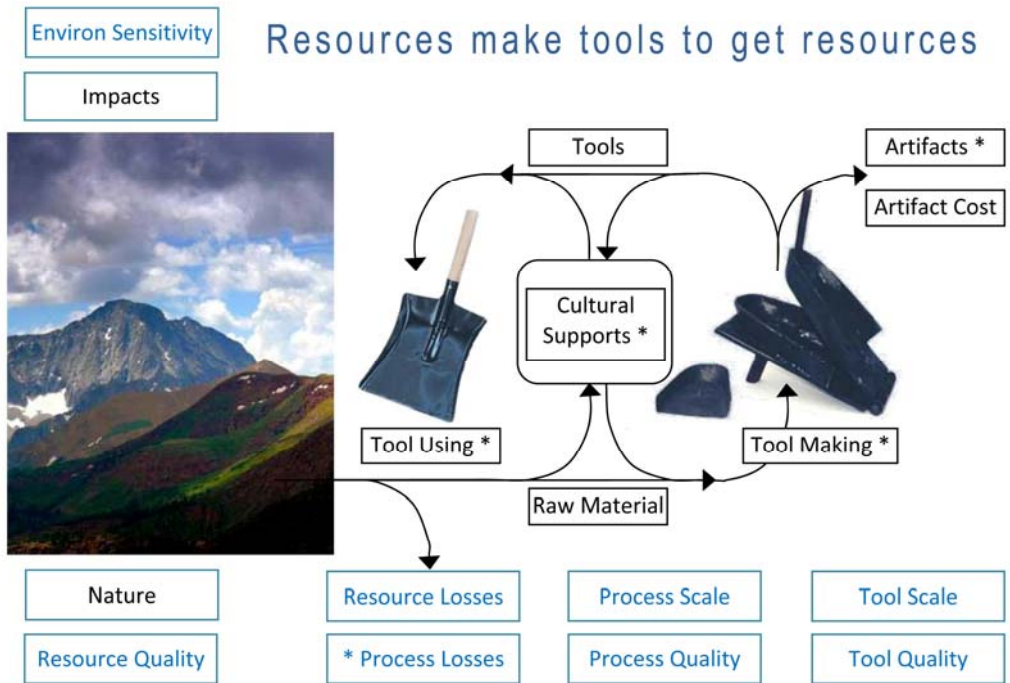 Environ Sensitivity
Resources make tools to get resources
Impacts
Tools
Artifacts *
Artifact Cost
Cultural
Supports *
Tool Using *
Tool Making *
Raw Material
Nature
Resource Losses
Process Scale
Tool Scale
Resource Quality
* Process Losses
Process Quality
Tool Quality